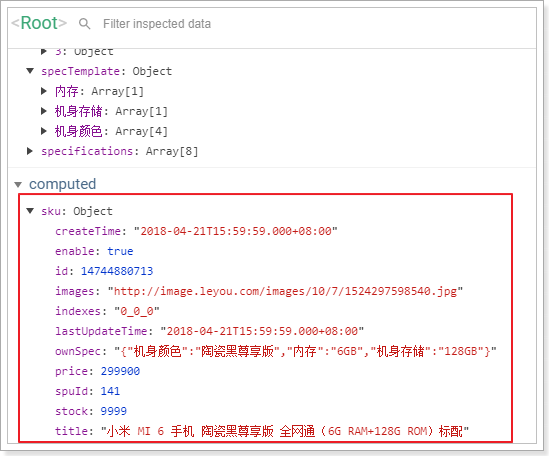 <Root> Filter inspected data
3: Object
specTemplate: Object
内存: Array[1]
机身存储: Array[1]
机身颜色: Array[4]
specifications: Array[8]
computed
sku: Object
createTime: "2018-04-21T15:59:59.000+08:00"
enable: true
id: 14744880713
images: "http://image.leyou.com/images/10/7/1524297598540.jpg"
indexes: "0_0_0"
lastUpdateTime: "2018-04-21T15:59:59.000+08:00"
ownSpec: "{"机身颜色":"陶瓷黑尊享版","内存":"6GB","机身存储":"128GB"}"
price: 299900
spuId: 141
stock: 9999
title: "小米 MI 6 手机 陶瓷黑尊享版 全网通（6G RAM+128G ROM）标配"